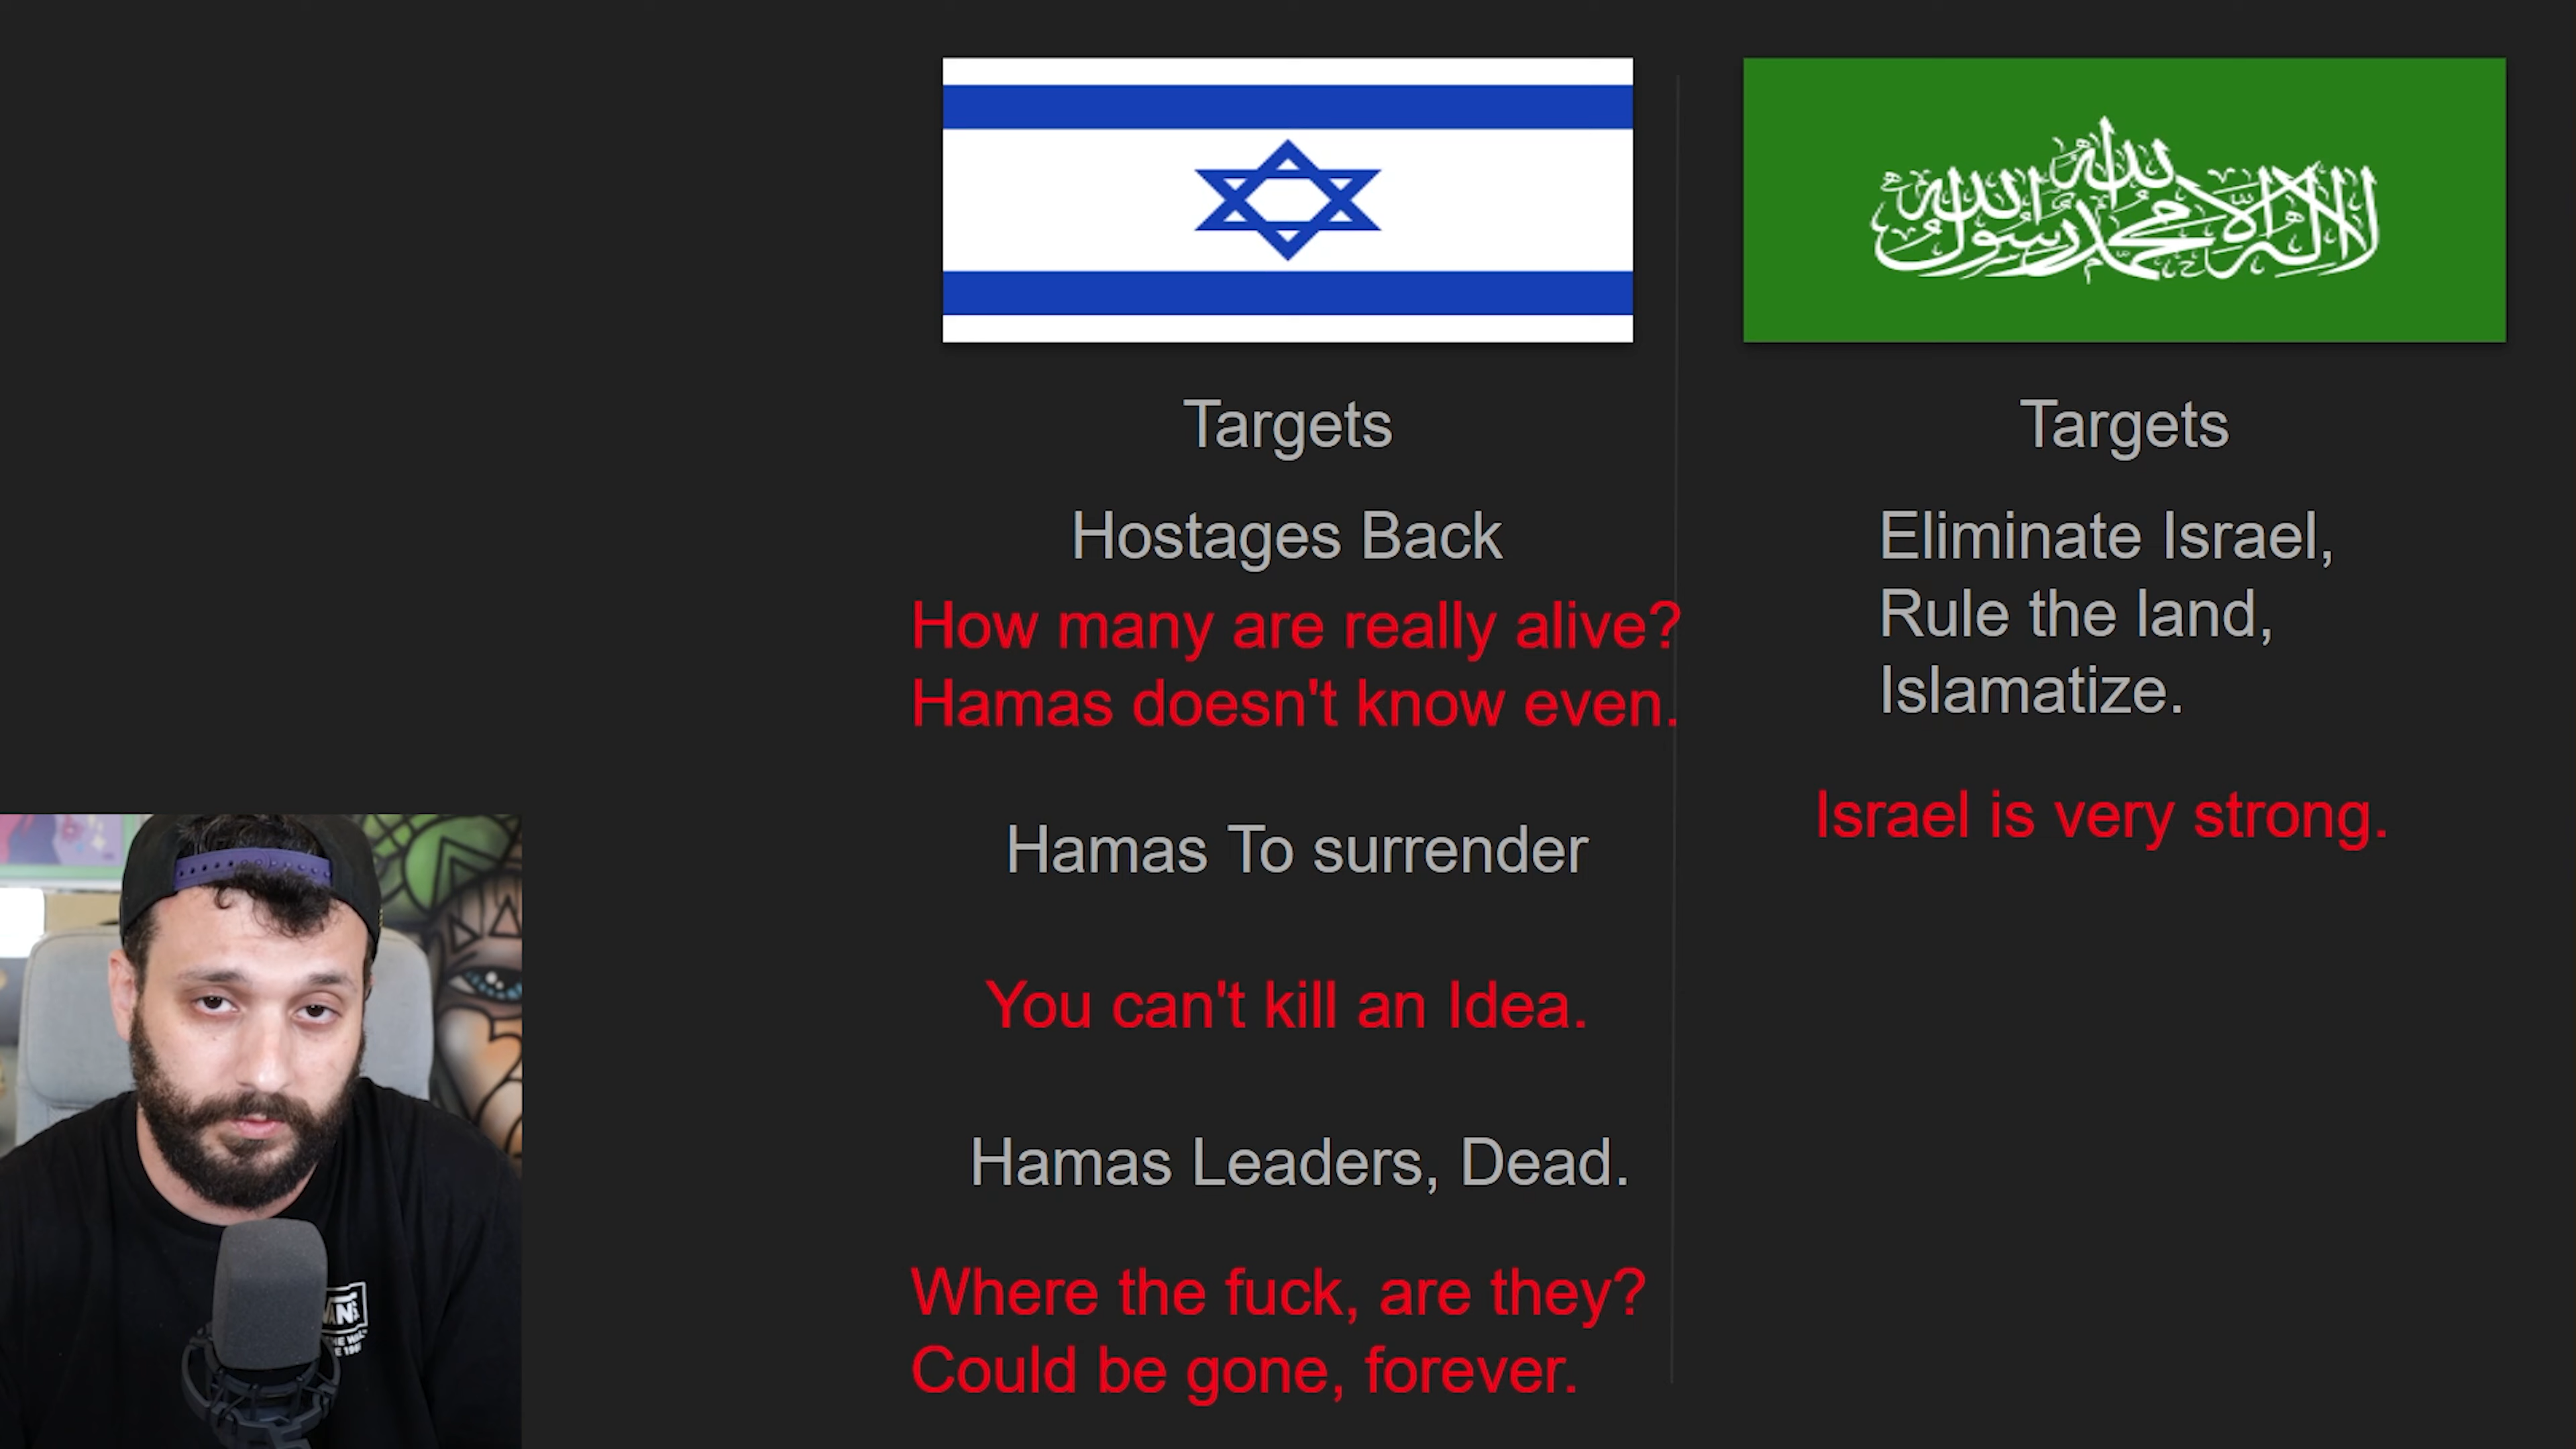 لا إله إلا الله محمد رسول الله
Targets
Hostages Back
How many are really alive?
Hamas doesn't know even.
Hamas To surrender
You can't kill an Idea.
Hamas Leaders, Dead.
Where the fuck, are they?
Could be gone, forever.
Targets
Eliminate Israel,
Rule the land,
Islamatize.
Israel is very strong.